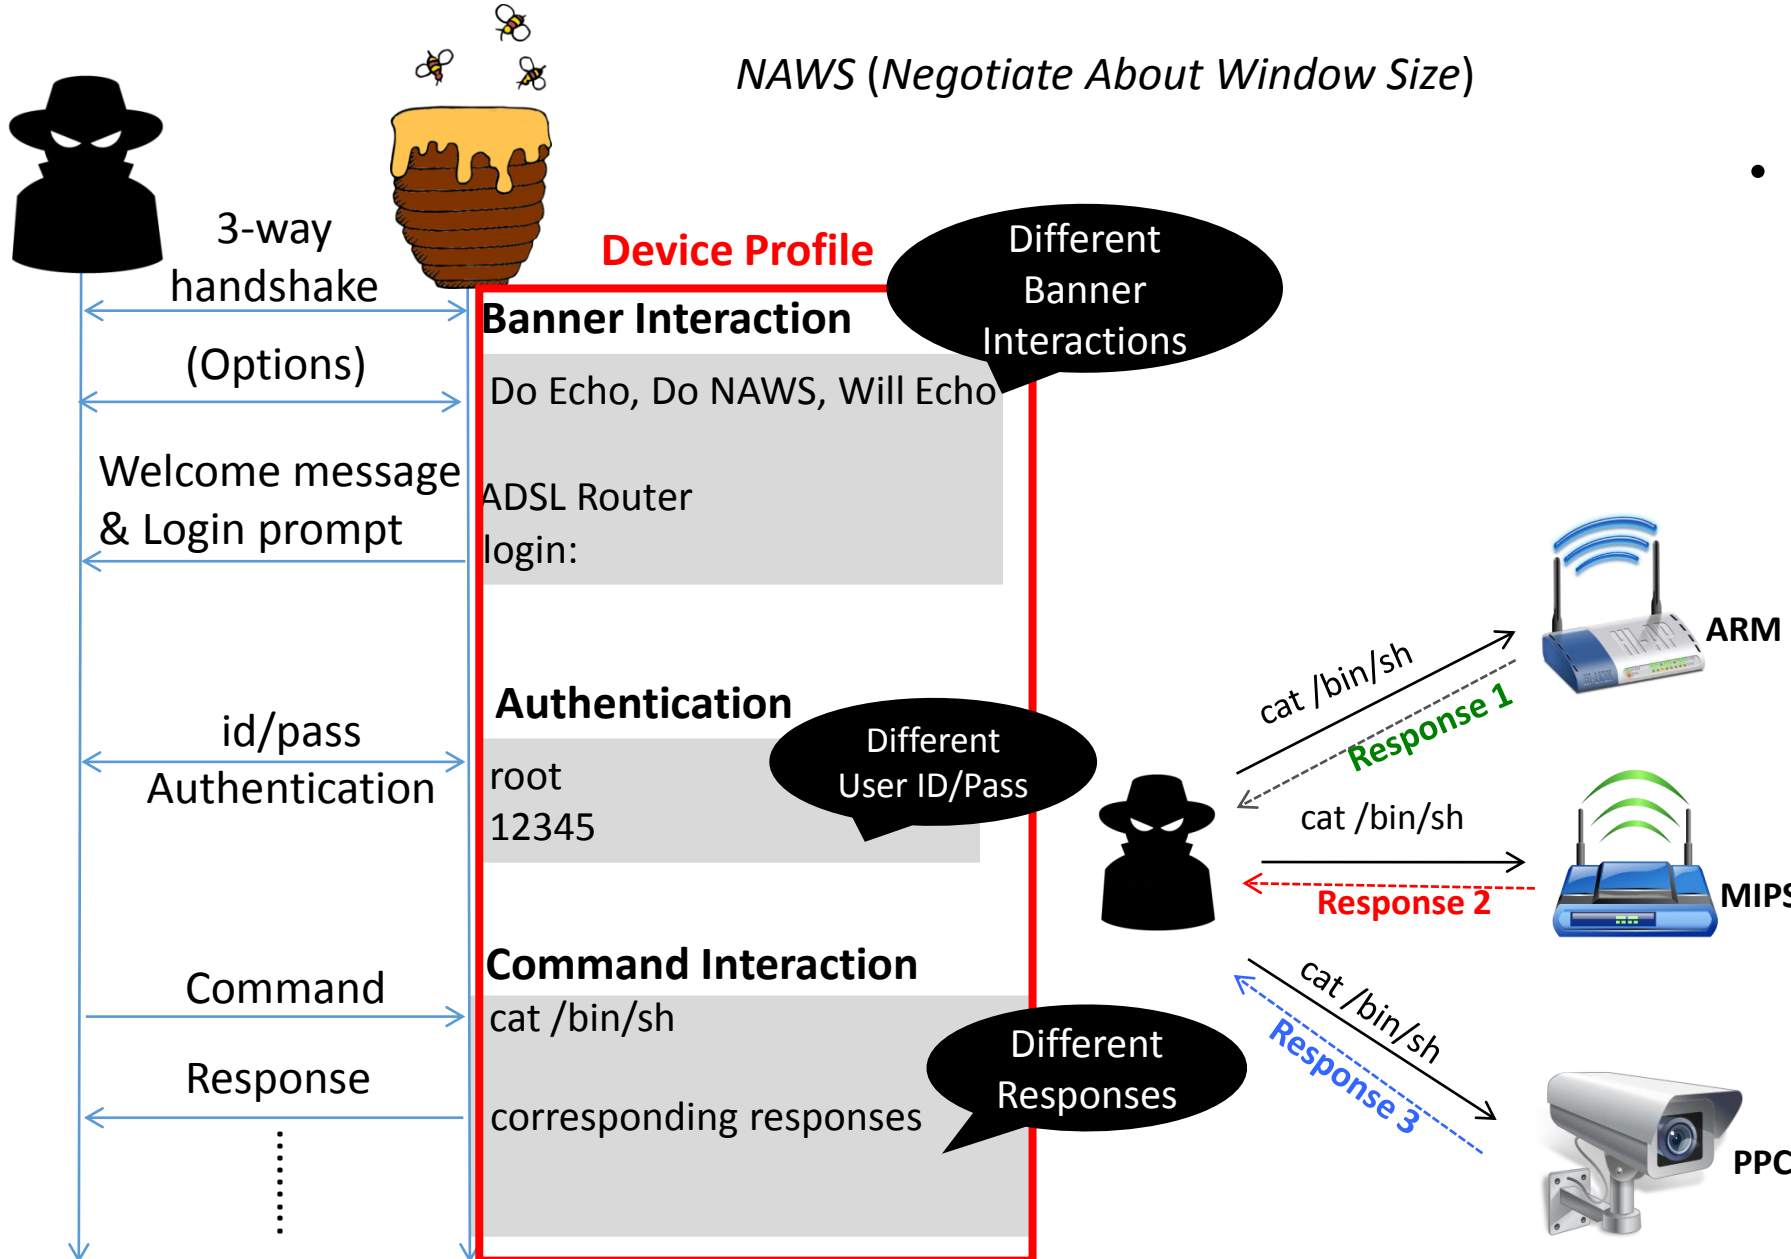 NAWS (Negotiate About Window Size)
•
3-way
handshake
(Options)
Welcome message
& Login prompt
id/pass
Authentication
Command
Response
Device Profile
Banner Interaction
Do Echo, Do NAWS, Will Echo
ADSL Router
login:
Different
Banner
Interactions
Authentication
root
12345
Different
User ID/Pass
Command Interaction
cat /bin/sh
corresponding responses
Different
Responses
cat /bin/sh
Response 1
ARM
cat /bin/sh
Response 2
MIPS
cat /bin/sh
Response 3
PPC